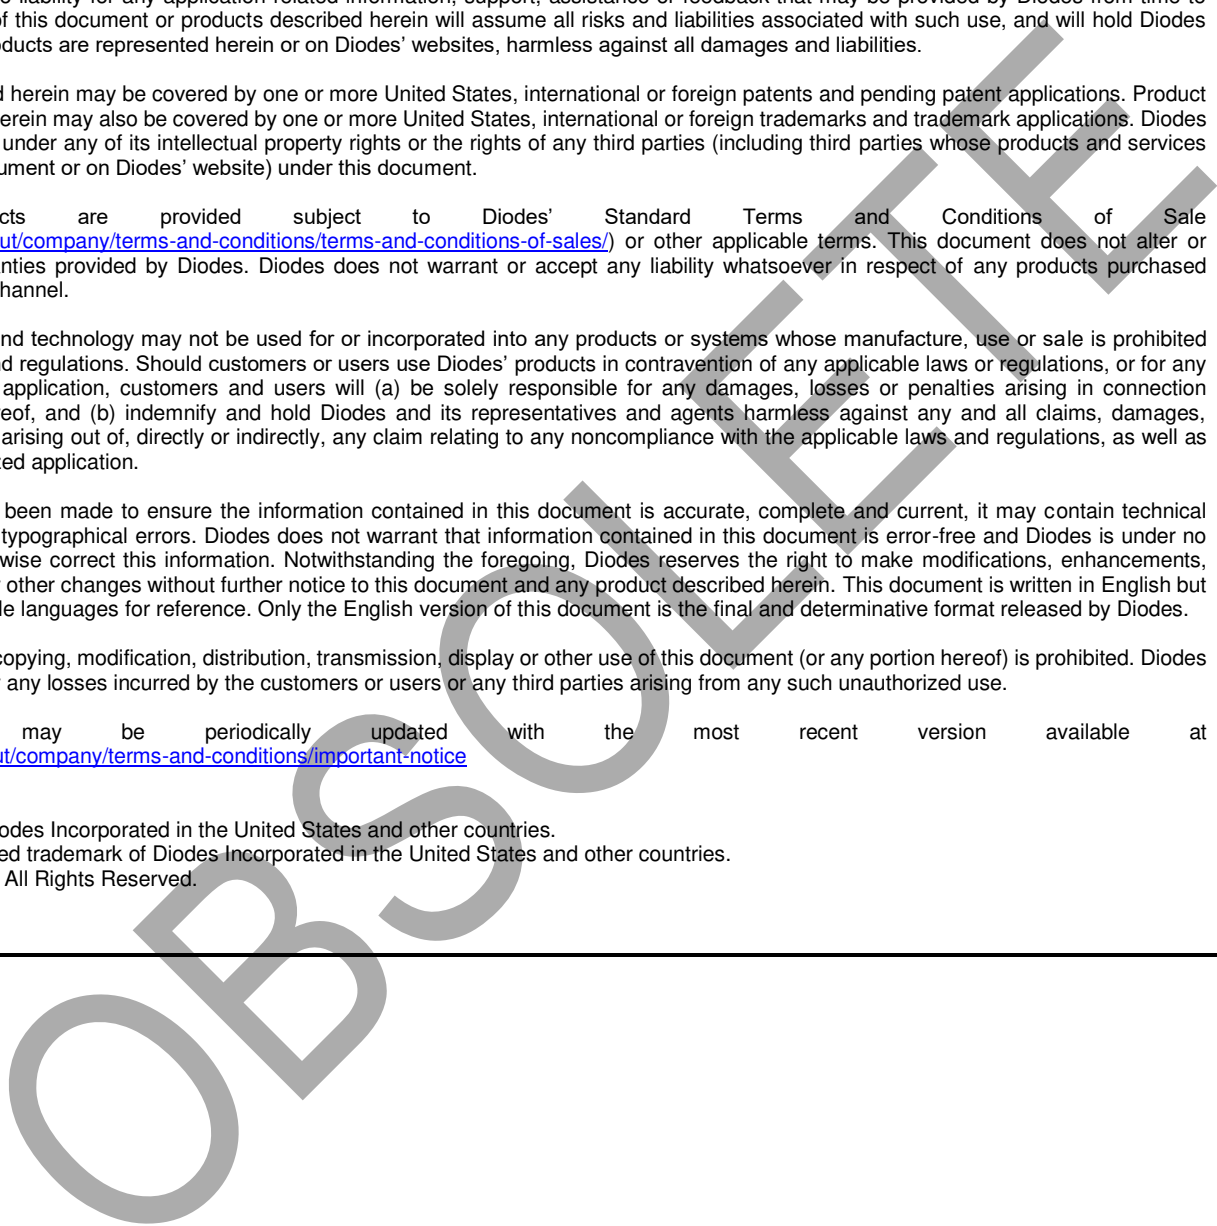 of this document or products described herein will assume all risks and liabilities associated with such use, and will hold Diodes
products are represented herein or on Diodes' websites, harmless against all damages and liabilities.
herein may be covered by one or more United States, international or foreign patents and pending patent applications. Product
herein may also be covered by one or more United States, international or foreign trademarks and trademark applications. Diodes
under any of its intellectual property rights or the rights of any third parties (including third parties whose products and services
or on Diodes' website) under this document.
are provided subject to Diodes' Standard Terms and Conditions of Sale
ut/company/terms-and-conditions/terms-and-conditions-of-sales/) or other applicable terms. This document does not alter or
provided by Diodes. Diodes does not warrant or accept any liability whatsoever in respect of any products purchased
hannel.
nd technology may not be used for or incorporated into any products or systems whose manufacture, use or sale is prohibited
d regulations. Should customers or users use Diodes' products in contravention of any applicable laws or regulations, or for any
application, customers and users will (a) be solely responsible for any damages, losses or penalties arising in connection
reof, and (b) indemnify and hold Diodes and its representatives and agents harmless against any and all claims, damages,
arising out of, directly or indirectly, any claim relating to any noncompliance with the applicable laws and regulations, as well as
zed application.
been made to ensure the information contained in this document is accurate, complete and current, it may contain technical
typographical errors. Diodes does not warrant that information contained in this document is error-free and Diodes is under no
wise correct this information. Notwithstanding the foregoing, Diodes reserves the right to make modifications, enhancements,
other changes without further notice to this document and any product described herein. This document is written in English but
le languages for reference. Only the English version of this document is the final and determinative format released by Diodes.
copying, modification, distribution, transmission, display or other use of this document (or any portion hereof) is prohibited. Diodes
any losses incurred by the customers or users or any third parties arising from any such unauthorized use.
may be periodically updated with the most recent version available at
ut/company/terms-and-conditions/important-notice
odes Incorporated in the United States and other countries.
ed trademark of Diodes Incorporated in the United States and other countries.
All Rights Reserved.
OBSOLETE